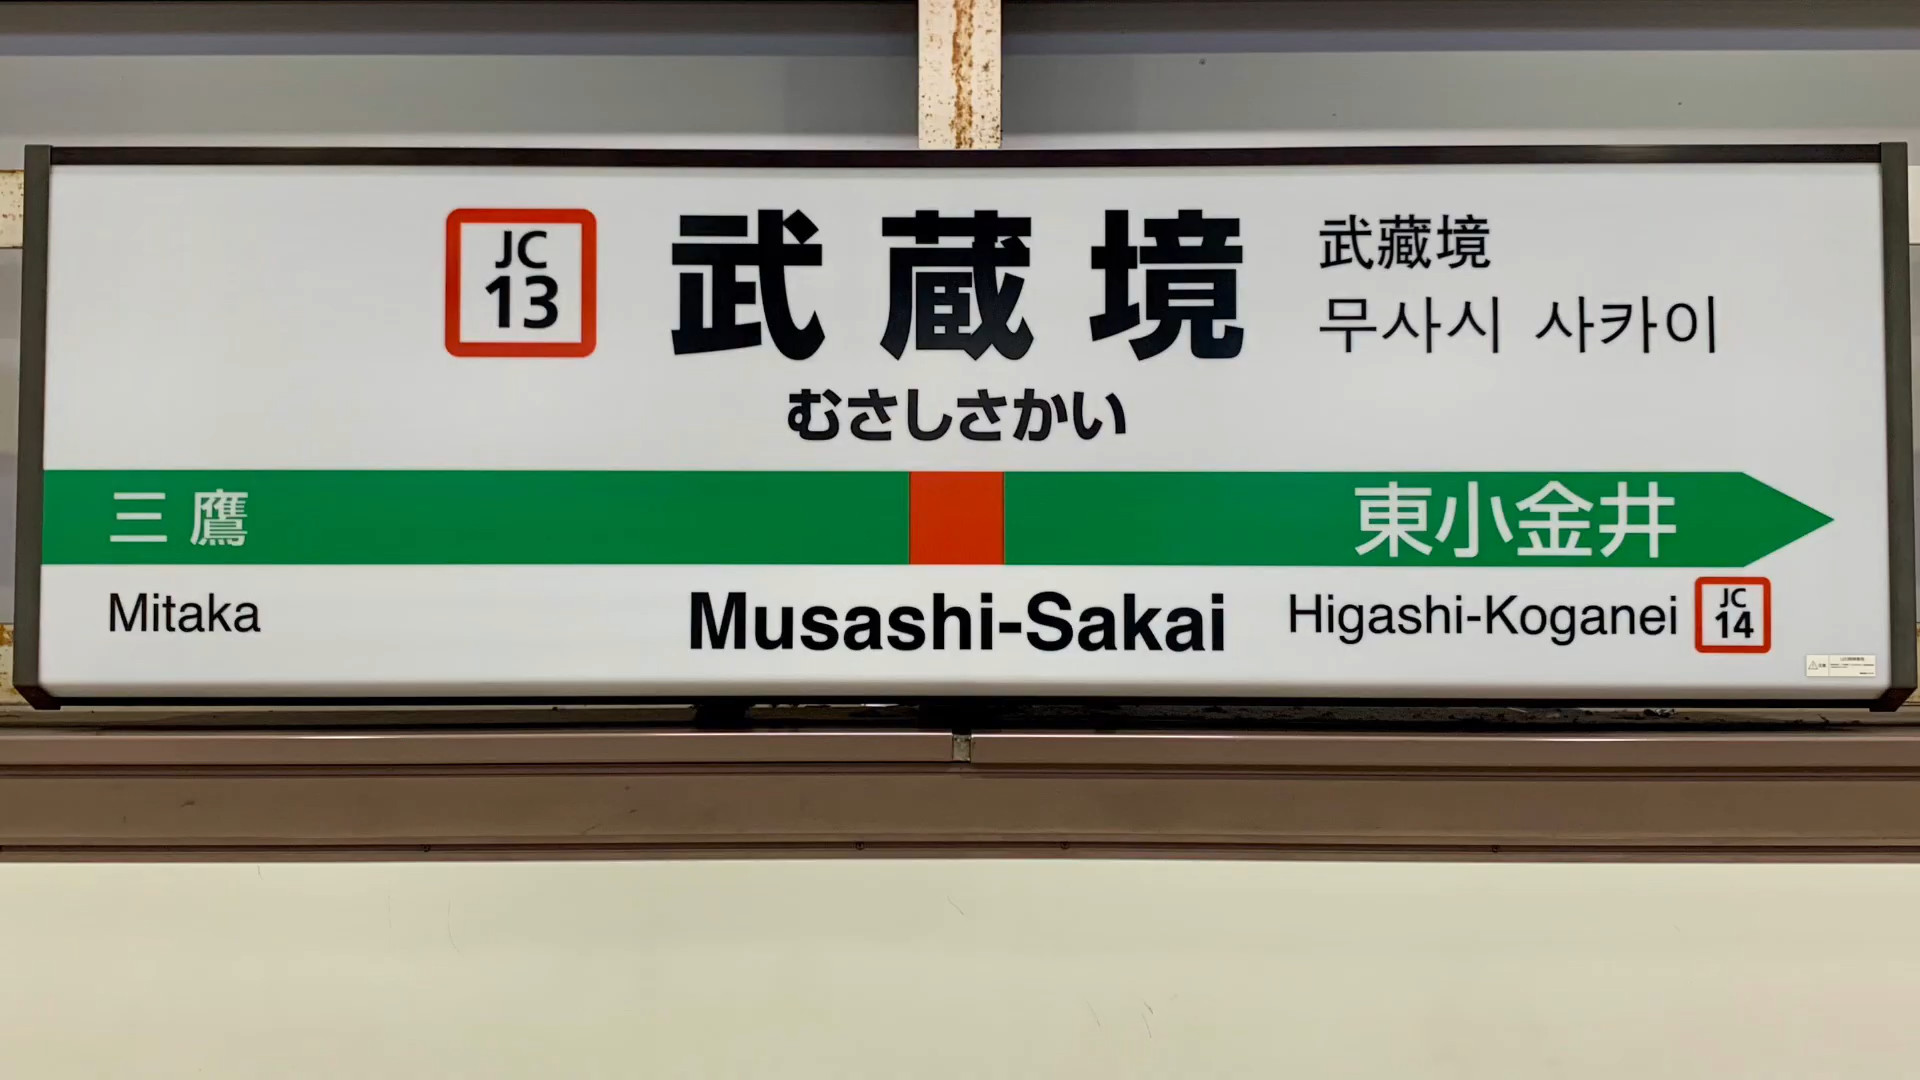 JC
13
武蔵境
武藏境
무사시 사카이
むさしさかい
三鷹
東小金井
Mitaka
Musashi-Sakai
Higashi-Koganei
JC
14